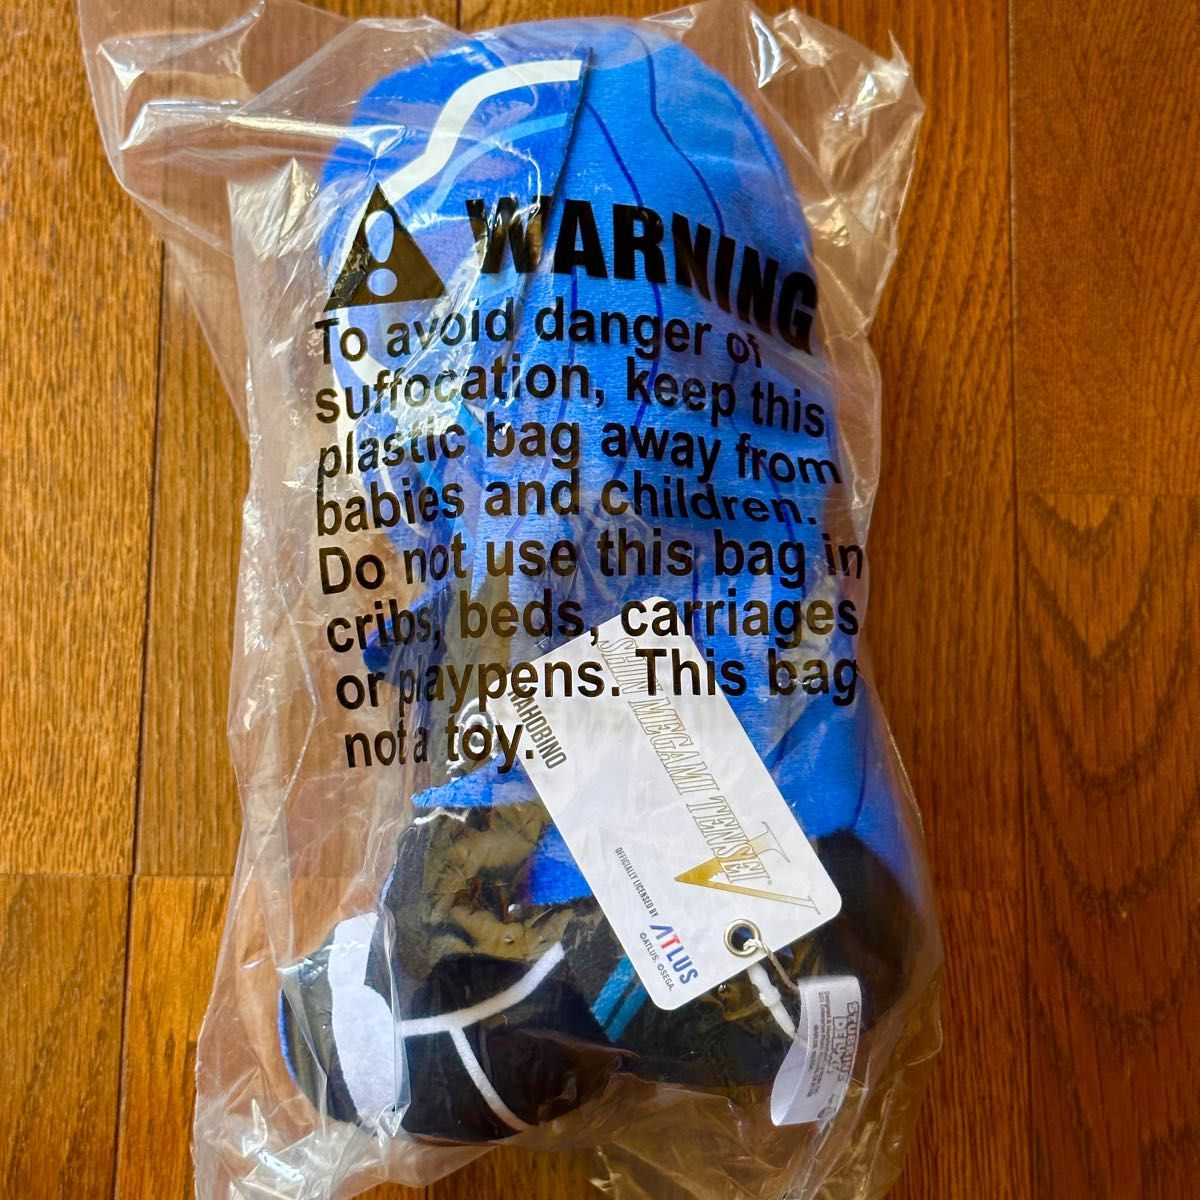 WARNING
To avoid danger of
suffocation, keep this
plastic bag away from
babies and children.
Do not use this bag in
cribs, beds, carriages
or playpens. This bag
not a toy.
NAHOBINO
SHIN MEGAMI TENSEI
V
OFFICIALLY LICENSED BY
ATLUS
©ATLUS. ©SEGA.
STUBBINS